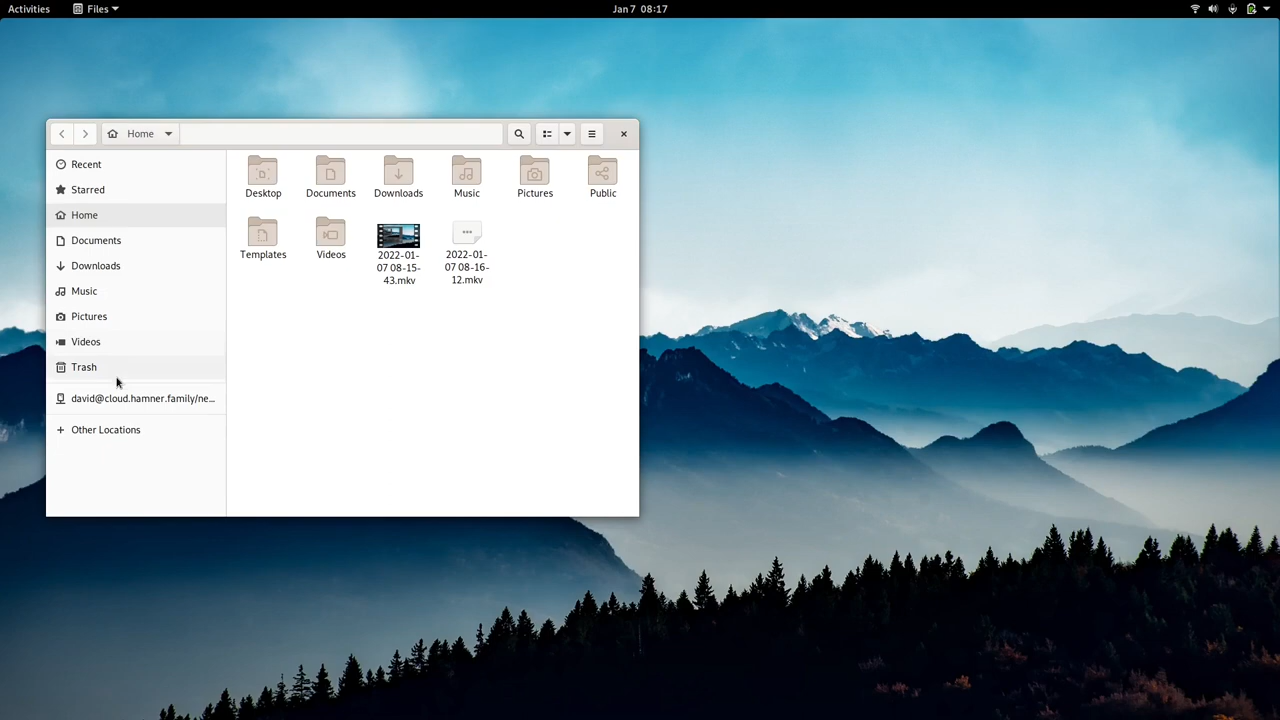 Activities
Files
Jan 7 08:17
Home
Recent
Starred
Home
Documents
Downloads
Music
Pictures
Videos
Trash
david@cloud.hamner.family/ne...
Other Locations
Desktop
Documents
Downloads
Music
Pictures
Public
Templates
Videos
2022-01-
07 08-15-
43.mkv
2022-01-
07 08-16-
12.mkv